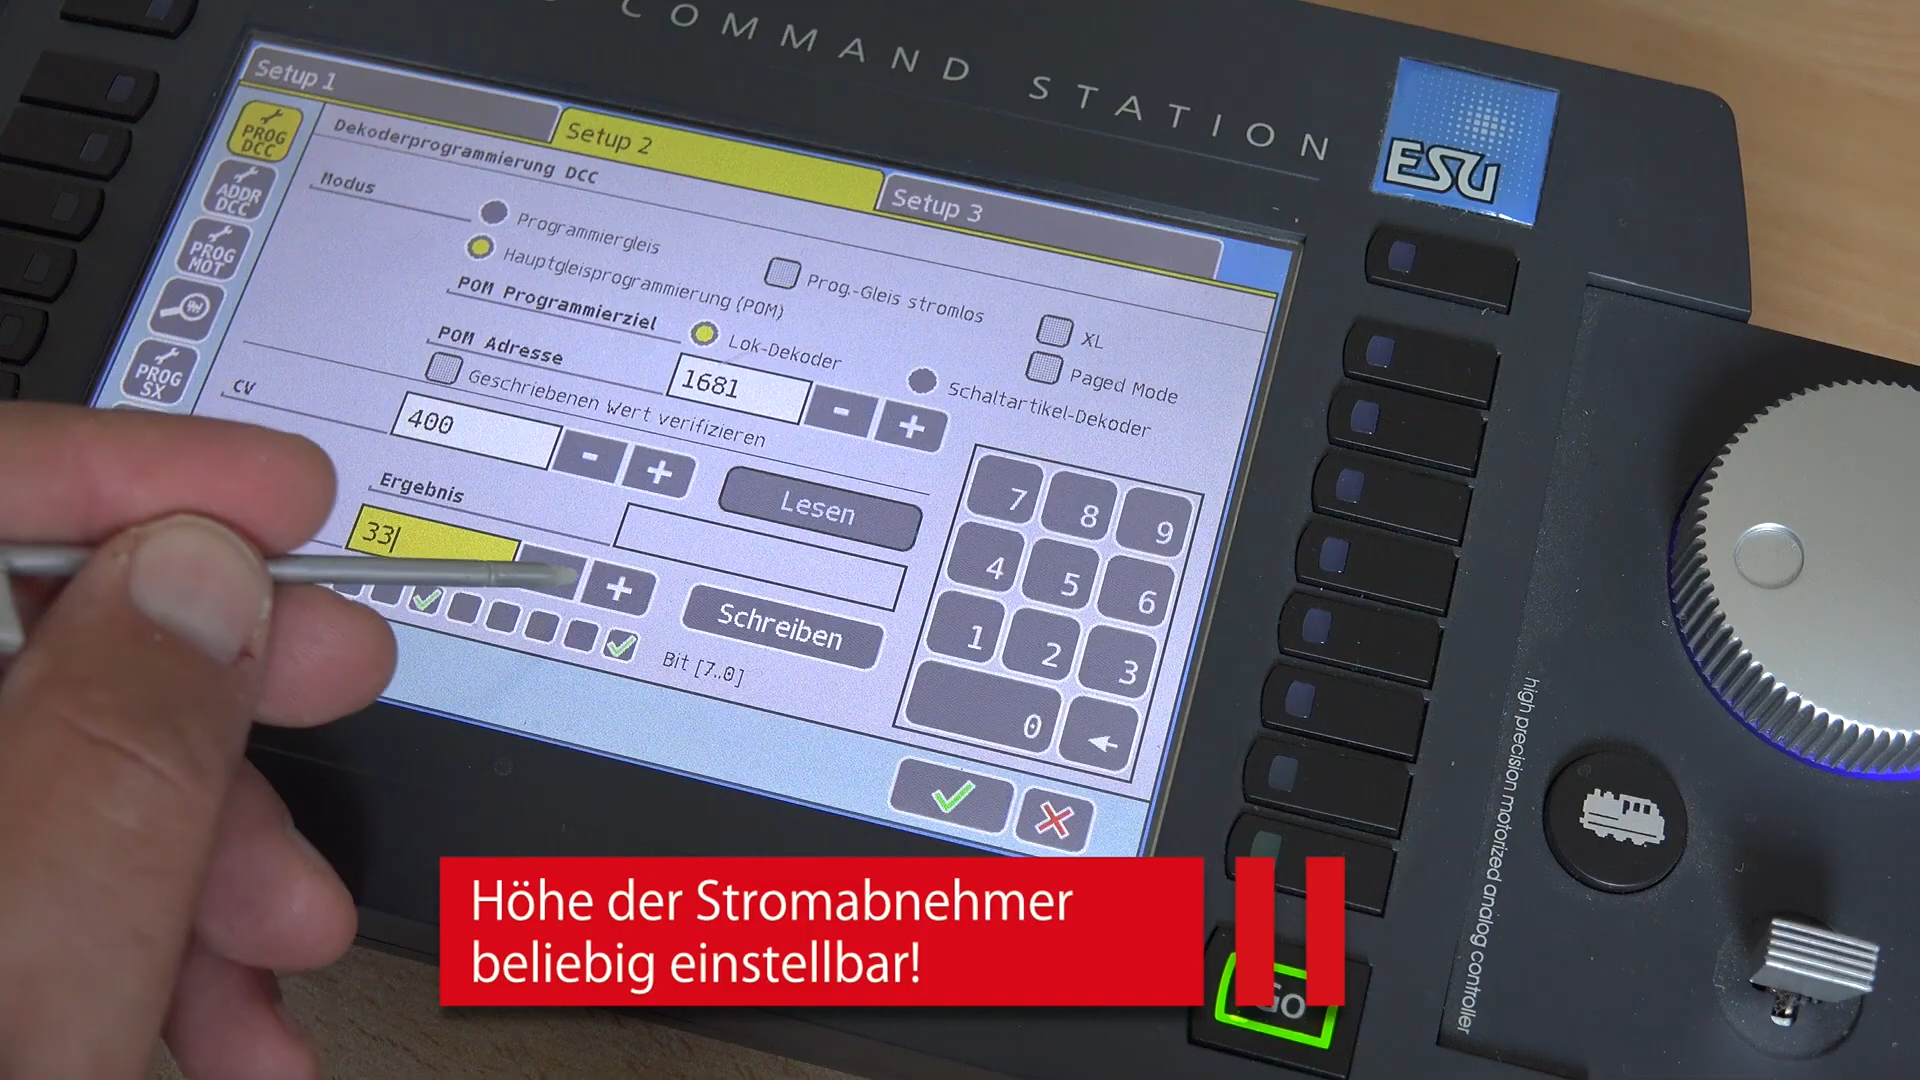 COMMAND STATION
ESU
Setup 1
Setup 2
Setup 3
PROG DCC
ADDR DCC
PROG MOT
PROG SX
Dekoderprogrammierung DCC
Modus
Programmiergleis
Hauptgleisprogrammierung (POM)
Prog.-Gleis stromlos
XL
Paged Mode
POM Programmierziel
Lok-Dekoder
Schaltartikel-Dekoder
POM Adresse
1681
- +
Geschriebenen Wert verifizieren
CV
400
- +
Lesen
Ergebnis
33
+
Schreiben
Bit [7..0]
7 8 9
4 5 6
1 2 3
0
high precision motorized analog controller
Go
Höhe der Stromabnehmer
beliebig einstellbar!